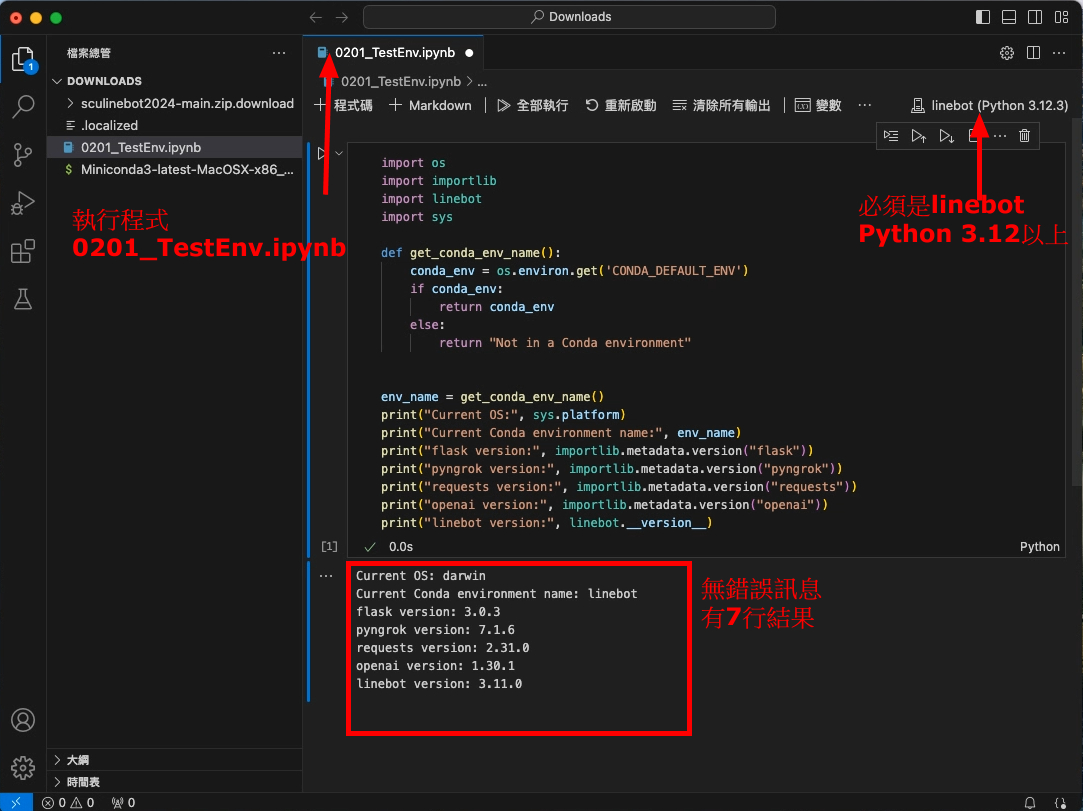 Downloads
檔案總管
DOWNLOADS
sculinebot2024-main.zip.download
.localized
0201_TestEnv.ipynb
$ Miniconda3-latest-MacOSX-x86_...
1
執行程式
0201_TestEnv.ipynb
0201_TestEnv.ipynb
0201_TestEnv.ipynb > ...
程式碼 Markdown 全部執行 重新啟動 清除所有輸出 變數 ... linebot (Python 3.12.3)
必須是linebot
Python 3.12以上
import os
import importlib
import linebot
import sys
def get_conda_env_name():
conda_env = os.environ.get('CONDA_DEFAULT_ENV')
if conda_env:
return conda_env
else:
return "Not in a Conda environment"
env_name = get_conda_env_name()
print("Current OS:", sys.platform)
print("Current Conda environment name:", env_name)
print("flask version:", importlib.metadata.version("flask"))
print("pyngrok version:", importlib.metadata.version("pyngrok"))
print("requests version:", importlib.metadata.version("requests"))
print("openai version:", importlib.metadata.version("openai"))
print("linebot version:", linebot.__version__)
[1] 0.0s Python
Current OS: darwin
Current Conda environment name: linebot
flask version: 3.0.3
pyngrok version: 7.1.6
requests version: 2.31.0
openai version: 1.30.1
linebot version: 3.11.0
無錯誤訊息
有7行結果
大綱
時間表
0 0 0